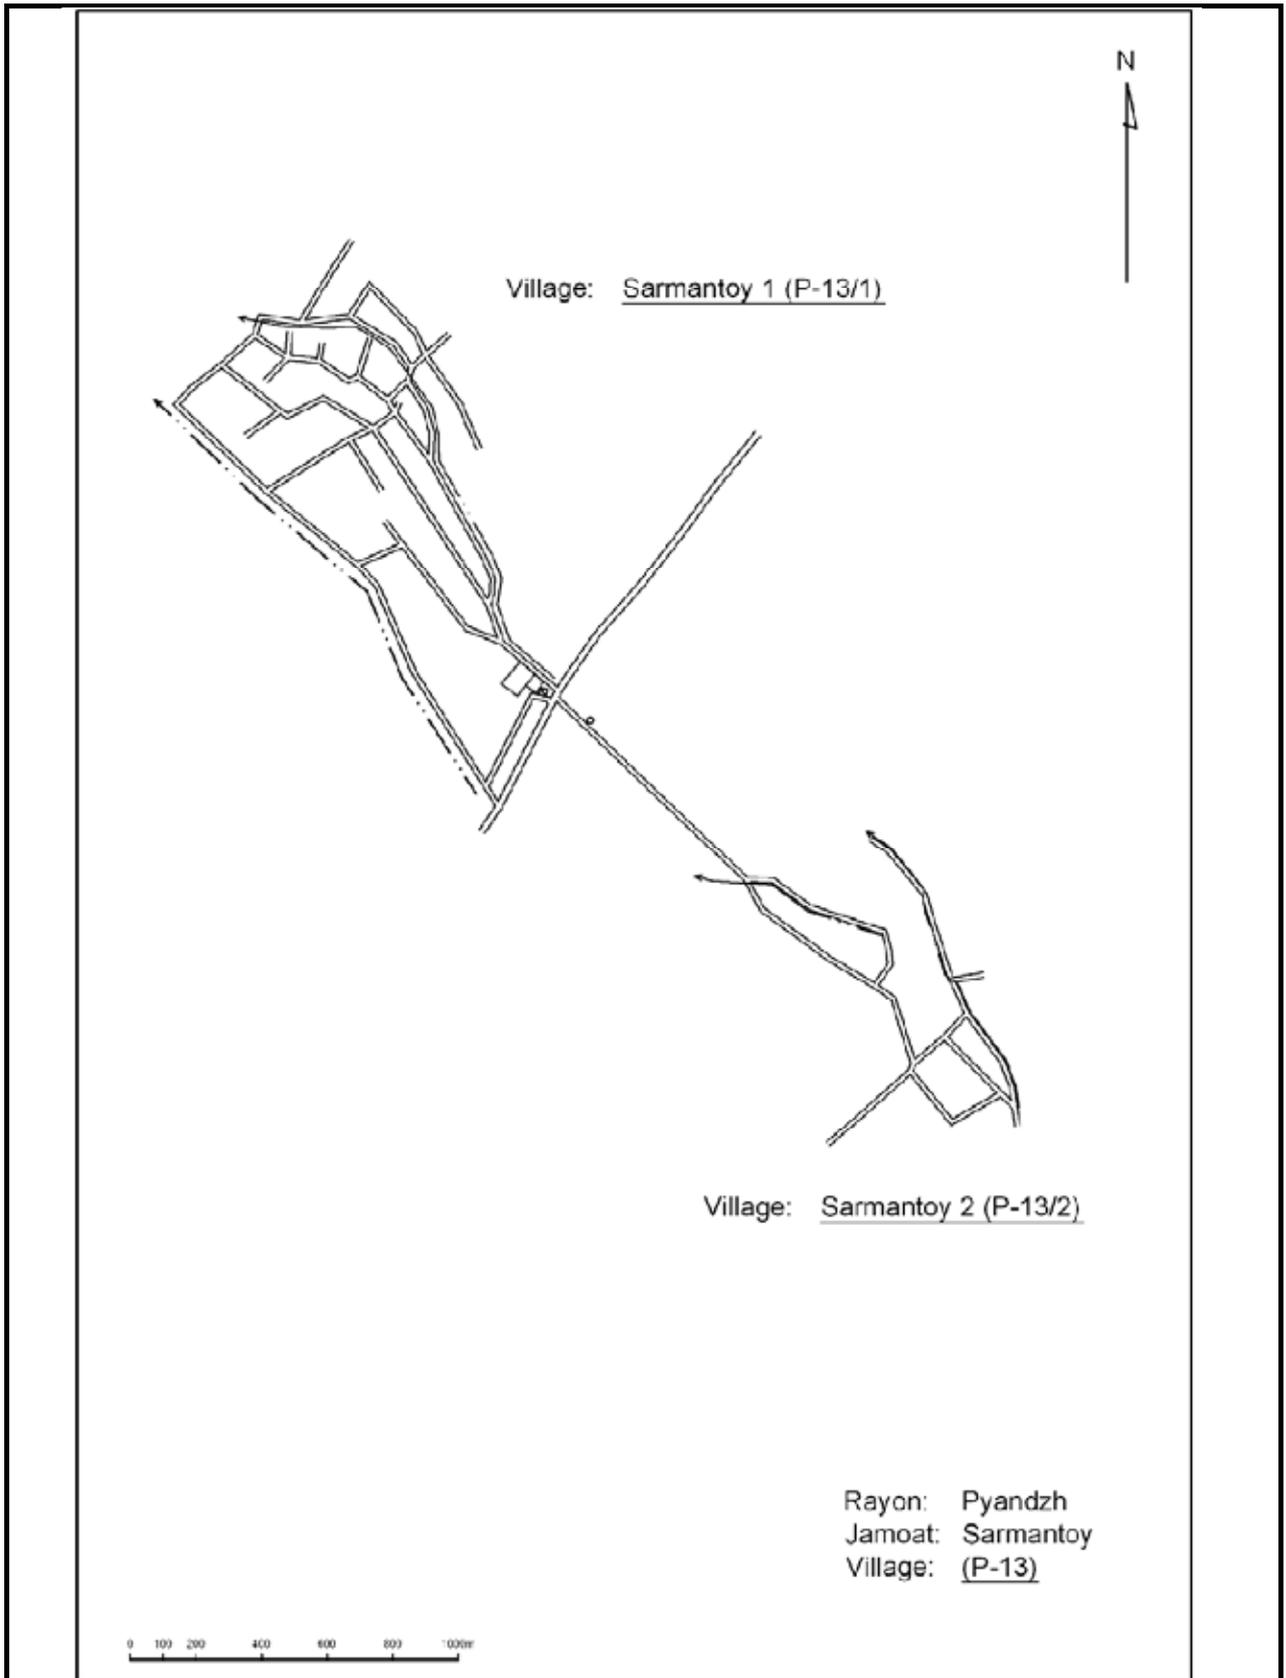 N
Village: Sarmantoy 1 (P-13/1)
Village: Sarmantoy 2 (P-13/2)
Rayon: Pyandzh
Jamoat: Sarmantoy
Village: (P-13)
0 100 200 400 600 800 1000m